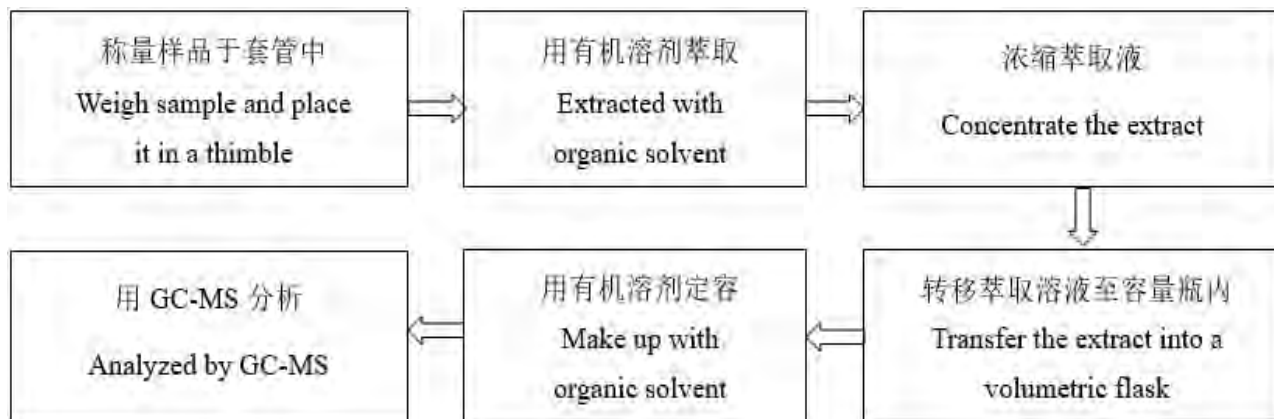 称量样品于套管中
Weigh sample and place
it in a thimble
用有机溶剂萃取
Extracted with
organic solvent
浓缩萃取液
Concentrate the extract
转移萃取溶液至容量瓶内
Transfer the extract into a
volumetric flask
用有机溶剂定容
Make up with
organic solvent
用 GC-MS 分析
Analyzed by GC-MS